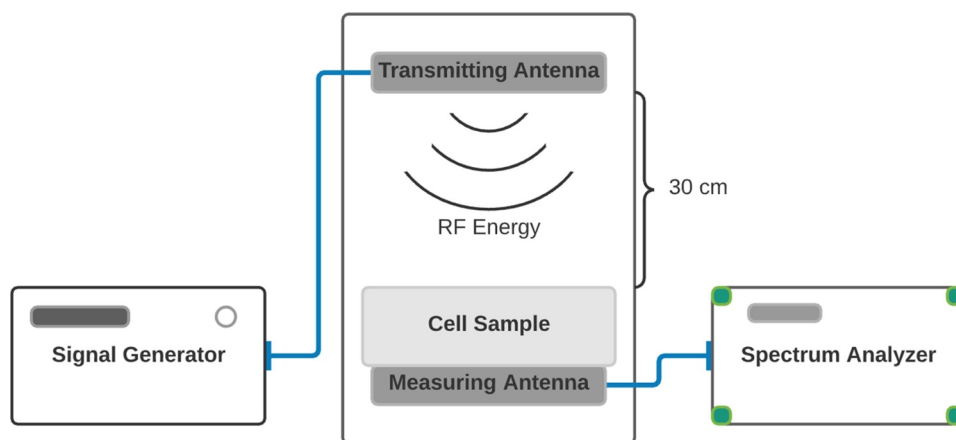 Transmitting Antenna
30 cm
RF Energy
Cell Sample
Signal Generator
Spectrum Analyzer
Measuring Antenna